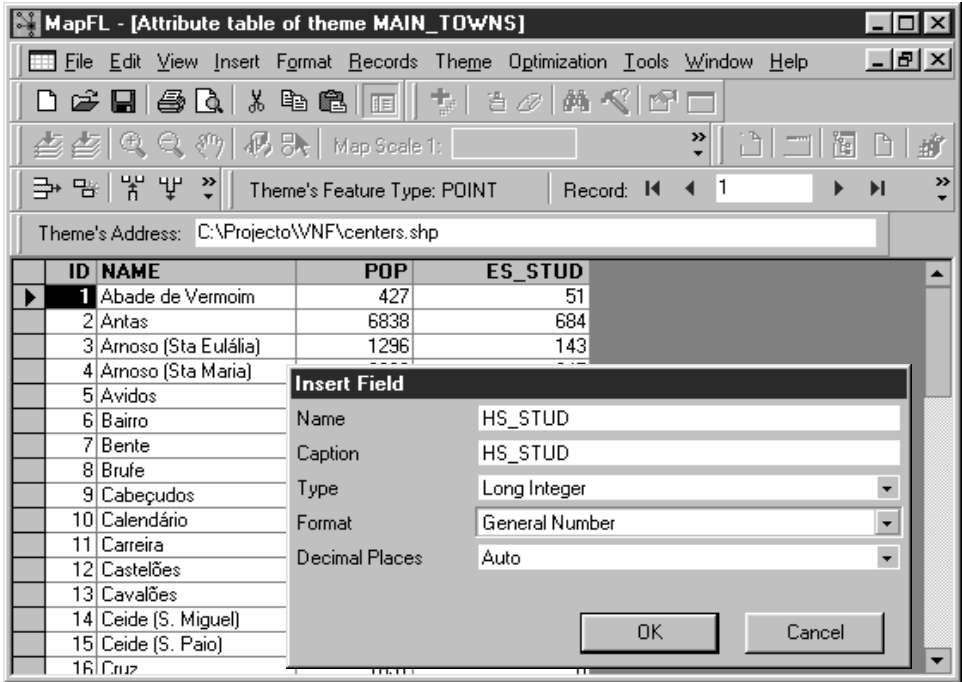 MapFL - [Attribute table of theme MAIN_TOWNS]
File Edit View Insert Format Records Theme Optimization Tools Window Help
Map Scale 1:
Theme's Feature Type: POINT Record: 1
Theme's Address: C:\Projecto\VNF\centers.shp
ID NAME POP ES_STUD
1 Abade de Vermoim 427 51
2 Antas 6838 684
3 Arnoso (Sta Eulália) 1296 143
4 Arnoso (Sta Maria)
5 Avidos
6 Bairro
7 Bente
8 Brufe
9 Cabeçudos
10 Calendário
11 Carreira
12 Castelões
13 Cavalões
14 Ceide (S. Miguel)
15 Ceide (S. Paio)
16 Cruz
Insert Field
Name HS_STUD
Caption HS_STUD
Type Long Integer
Format General Number
Decimal Places Auto
OK Cancel